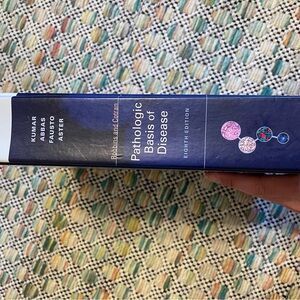 KUMAR
ABBAS
FAUSTO
ASTER
Robbins and Cotran
Pathologic
Basis of
Disease
EIGHTH EDITION